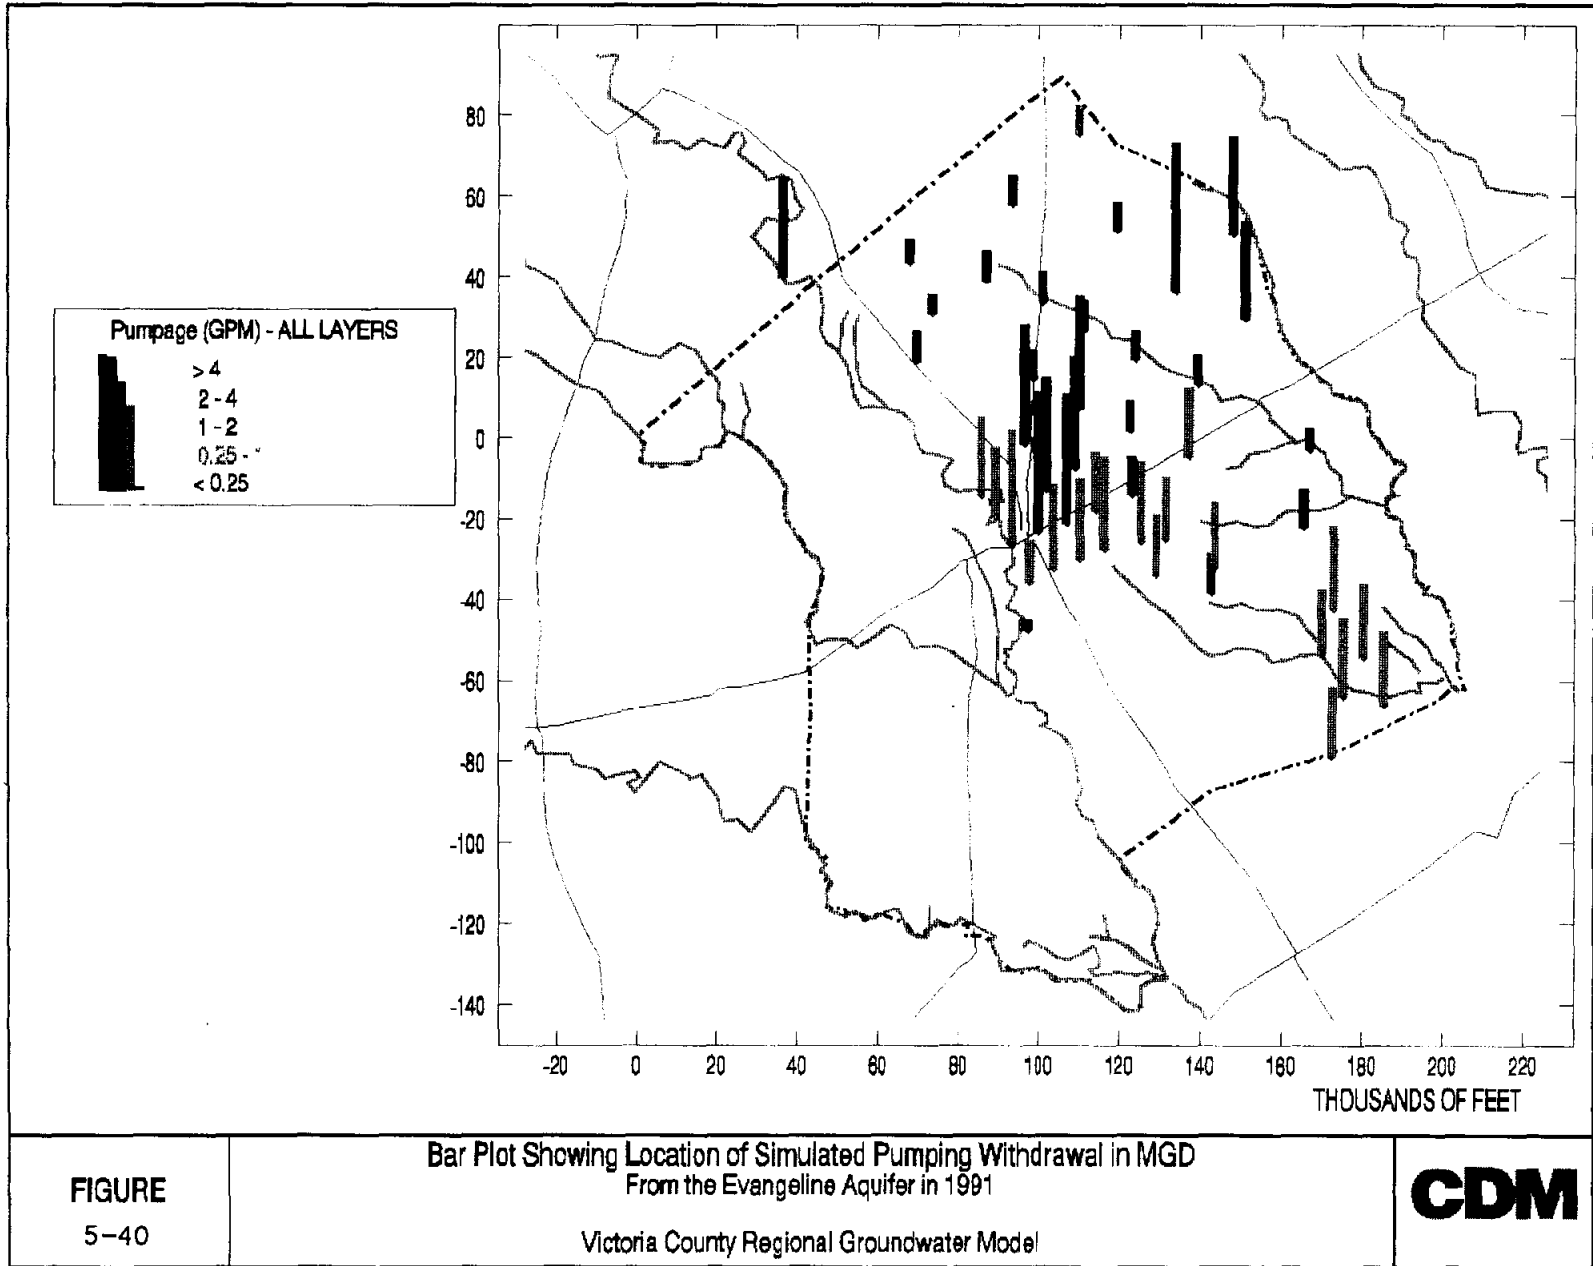 80
60
40
20
0
-20
-40
-60
-80
-100
-120
-140
Pumpage (GPM) - ALL LAYERS
> 4
2 - 4
1 - 2
0.25 -
< 0.25
-20 0 20 40 60 80 100 120 140 160 180 200 220
THOUSANDS OF FEET
FIGURE
5-40
Bar Plot Showing Location of Simulated Pumping Withdrawal in MGD
From the Evangeline Aquifer in 1991
Victoria County Regional Groundwater Model
CDM